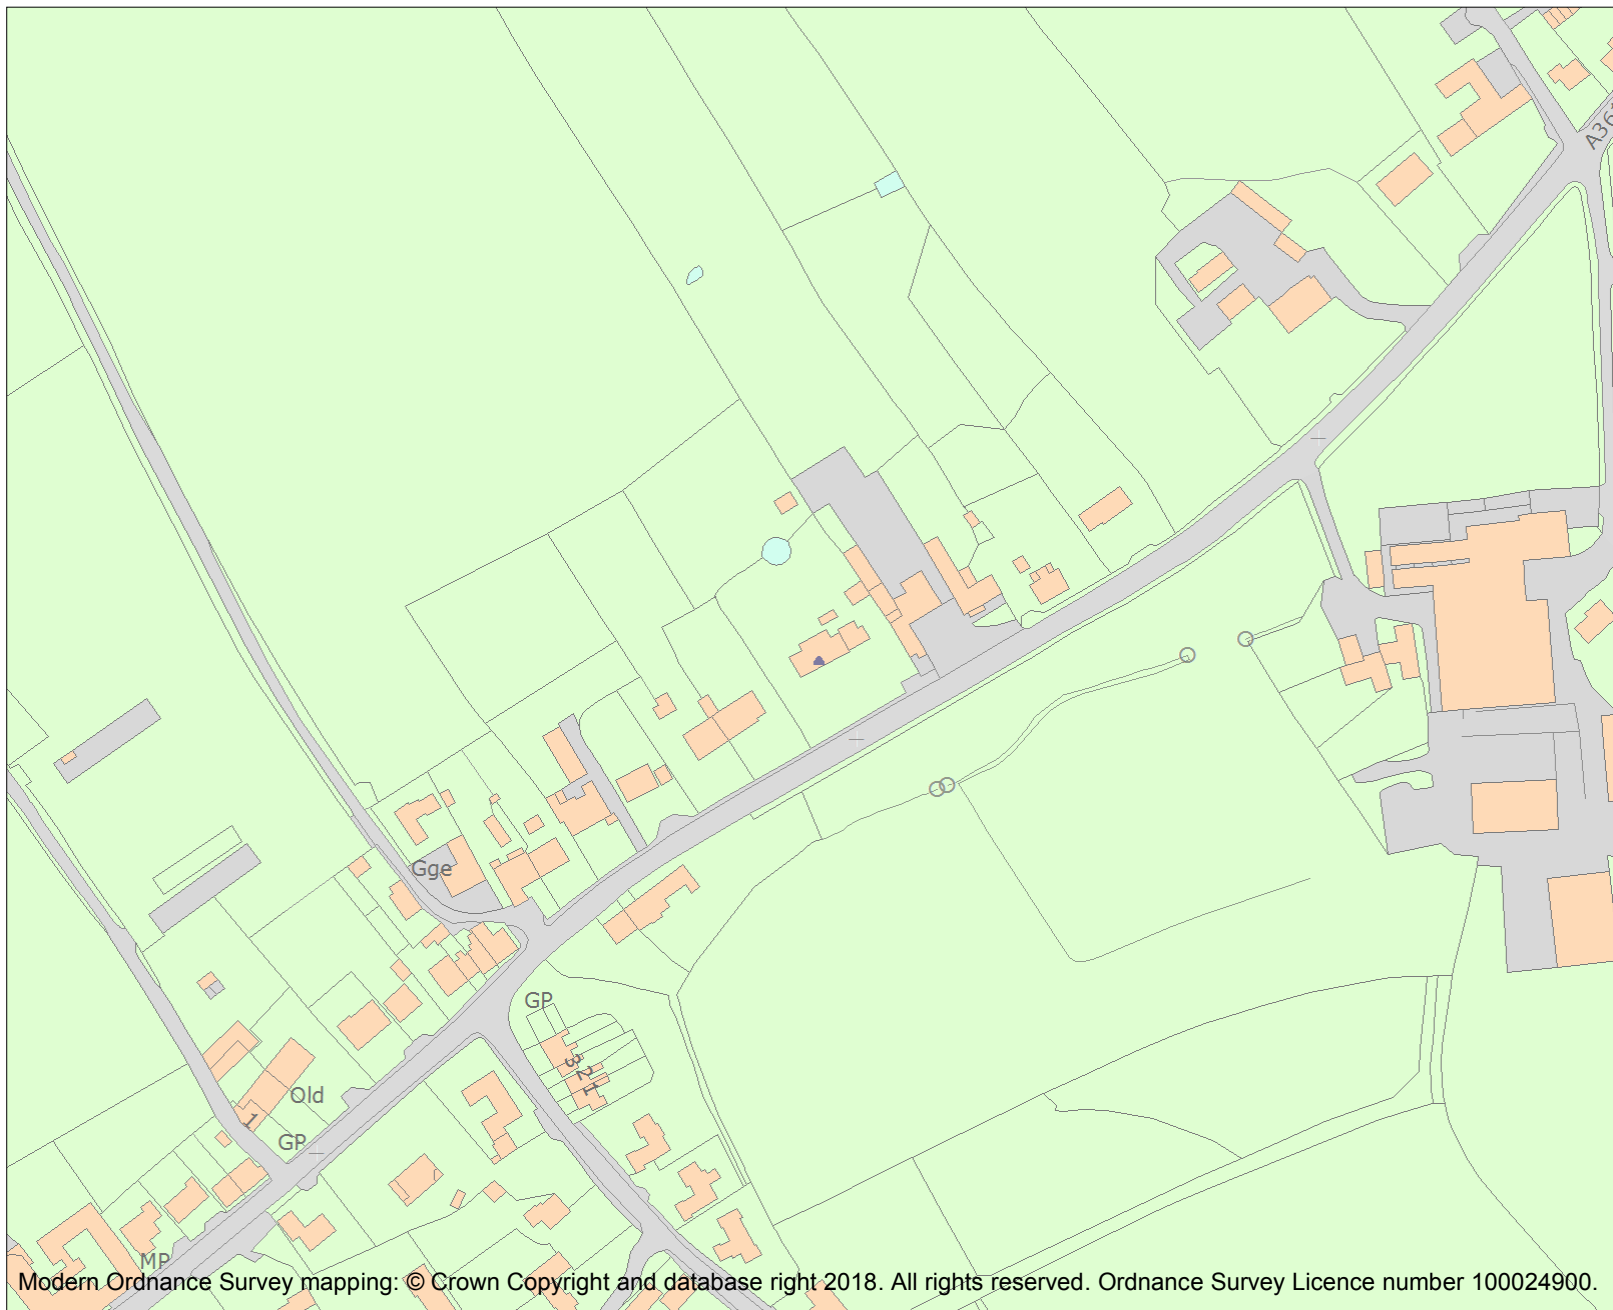 A36
Gge
GP
3
2
1
Old
1
GP
MP
Modern Ordnance Survey mapping: © Crown Copyright and database right 2018. All rights reserved. Ordnance Survey Licence number 100024900.